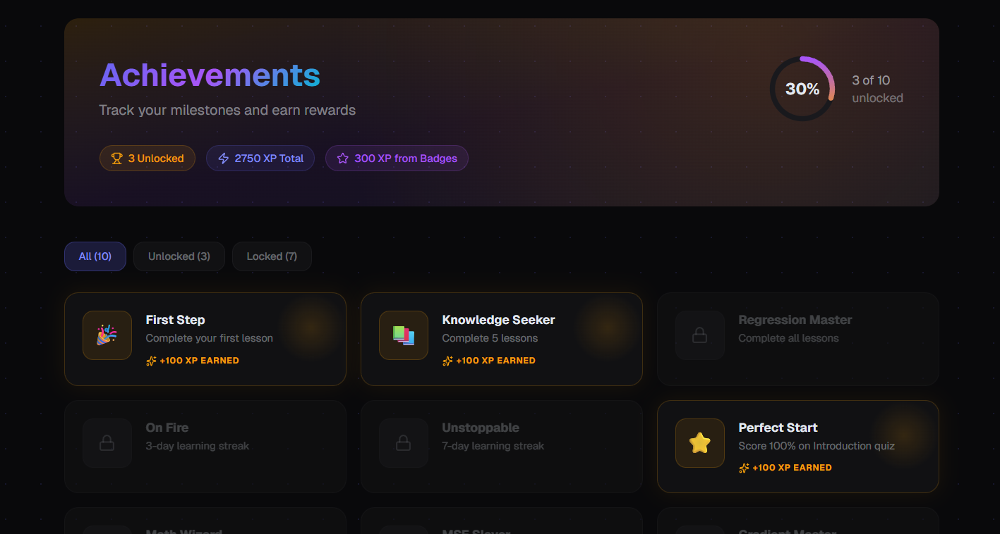 Achievements
Track your milestones and earn rewards
30%
3 of 10
unlocked
3 Unlocked
2750 XP Total
300 XP from Badges
All (10)
Unlocked (3)
Locked (7)
First Step
Complete your first lesson
+100 XP EARNED
Knowledge Seeker
Complete 5 lessons
+100 XP EARNED
Regression Master
Complete all lessons
On Fire
3-day learning streak
Unstoppable
7-day learning streak
Perfect Start
Score 100% on Introduction quiz
+100 XP EARNED
Math Wizard
MSE Slayer
Gradient Master